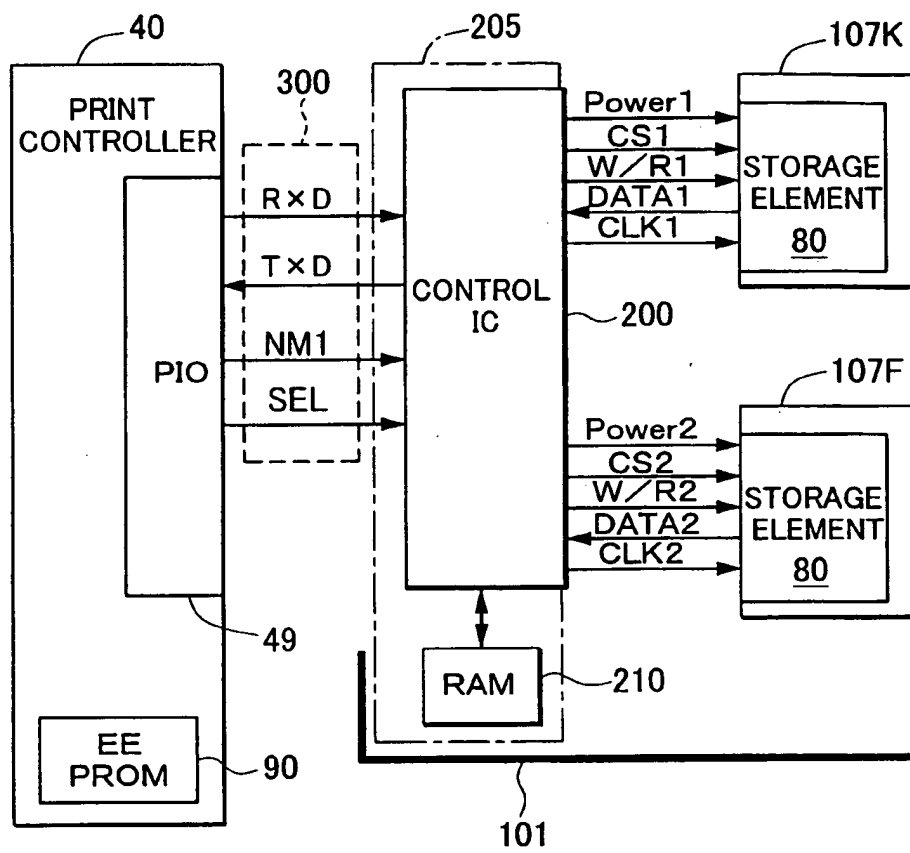 40
205
107K
PRINT
CONTROLLER
300
R×D
T×D
NM1
SEL
PIO
49
EE
PROM
90
CONTROL
IC
200
RAM
210
101
Power1
CS1
W/R1
DATA1
CLK1
STORAGE
ELEMENT
80
107F
Power2
CS2
W/R2
DATA2
CLK2
STORAGE
ELEMENT
80